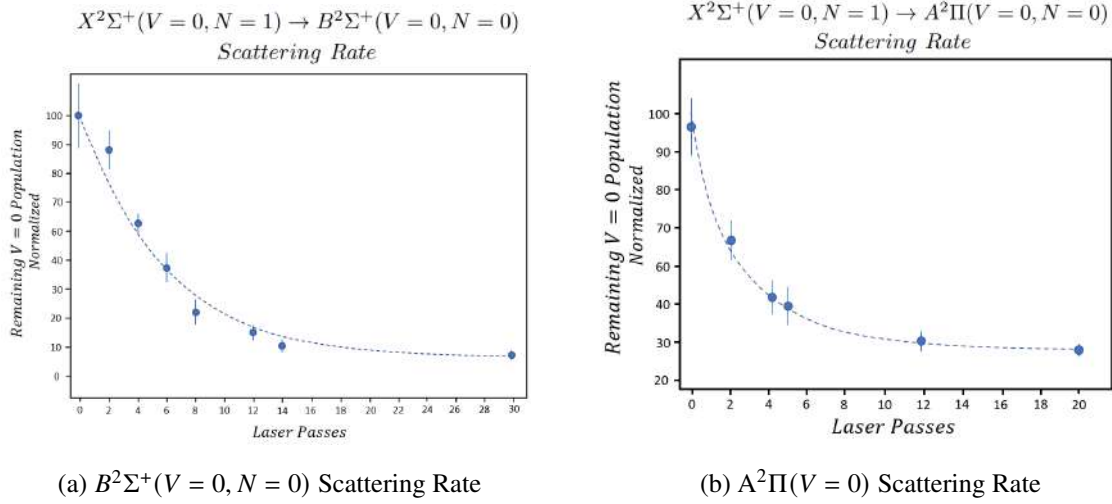 X²Σ⁺(V = 0, N = 1) → B²Σ⁺(V = 0, N = 0)
Scattering Rate
Remaining V = 0 Population
Normalized
100
90
80
70
60
50
40
30
20
10
0
0 2 4 6 8 10 12 14 16 18 20 22 24 26 28 30
Laser Passes
(a) B²Σ⁺(V = 0, N = 0) Scattering Rate
X²Σ⁺(V = 0, N = 1) → A²Π(V = 0, N = 0)
Scattering Rate
Remaining V = 0 Population
Normalized
100
90
80
70
60
50
40
30
20
0 2 4 6 8 10 12 14 16 18 20
Laser Passes
(b) A²Π(V = 0) Scattering Rate